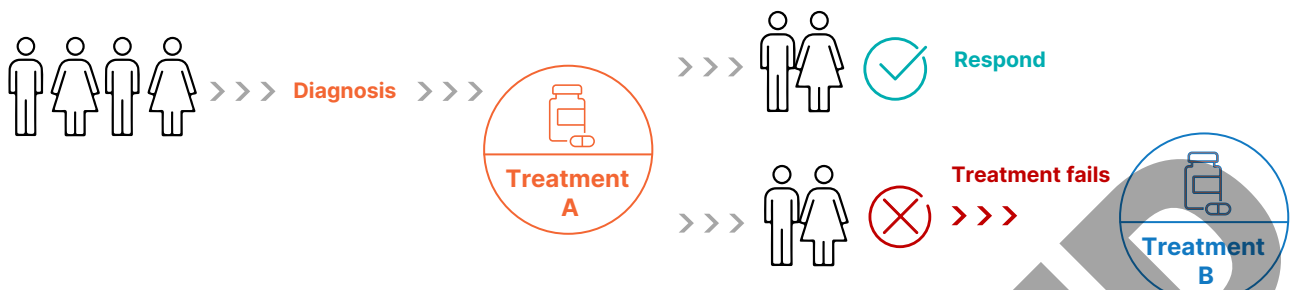 Diagnosis
Treatment
A
Respond
Treatment fails
Treatment
B